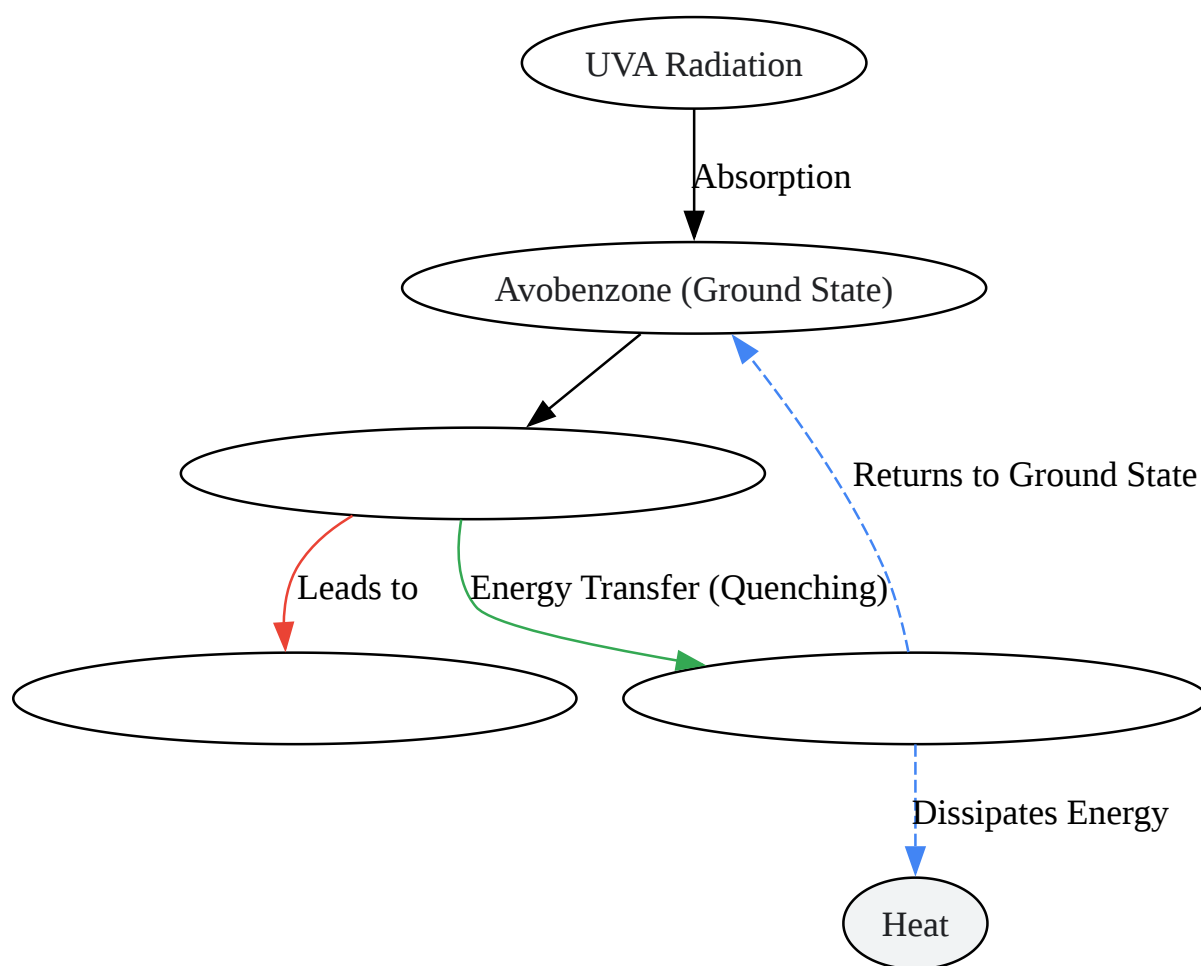 UVA Radiation
Absorption
Avobenzone (Ground State)
Returns to Ground State
Leads to
Energy Transfer (Quenching)
Dissipates Energy
Heat